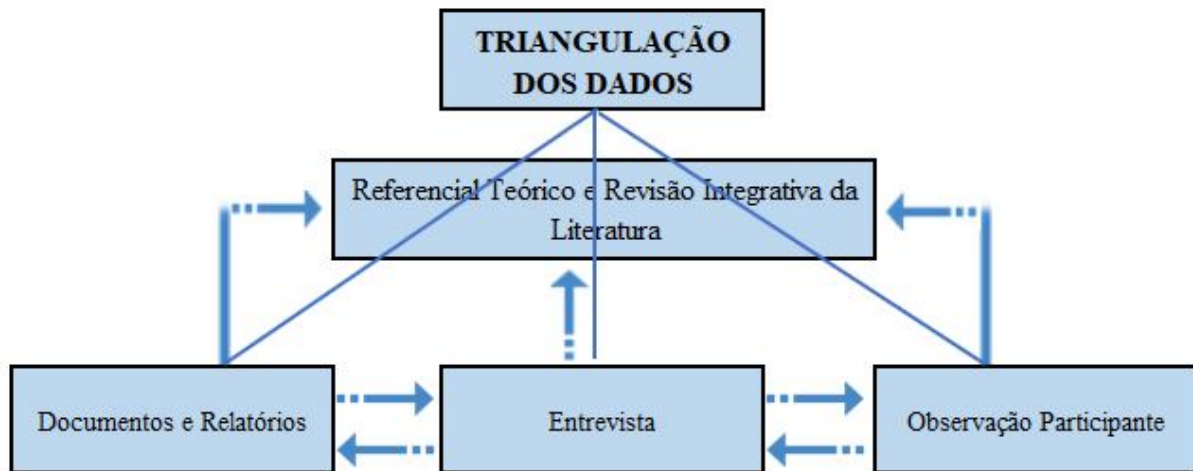 TRIANGULAÇÃO
DOS DADOS
Referencial Teórico e Revisão Integrativa da
Literatura
Documentos e Relatórios
Entrevista
Observação Participante